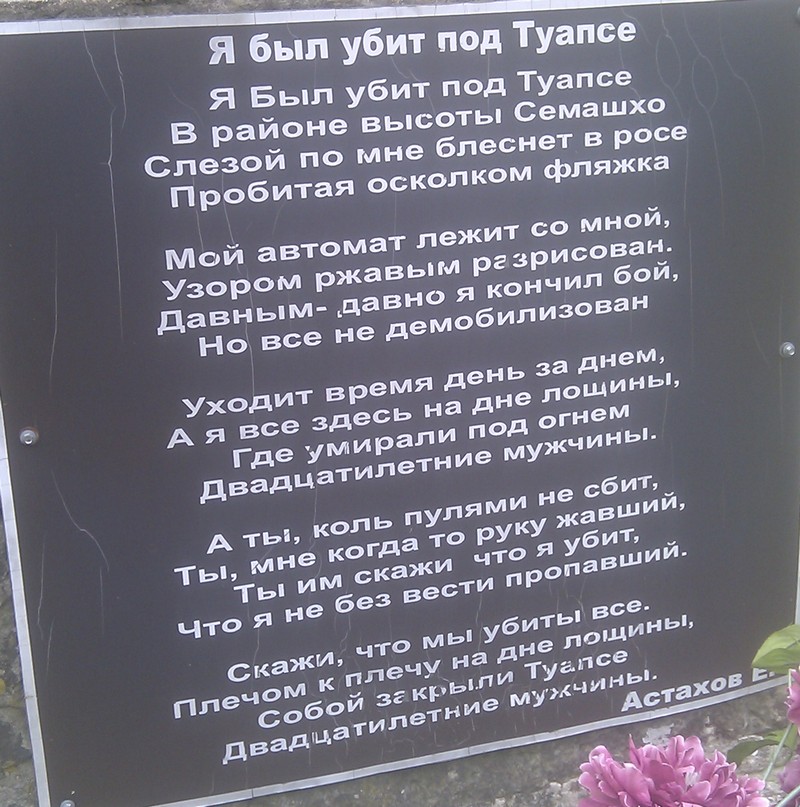 Я был убит под Туапсе
Я Был убит под Туапсе
В районе высоты Семашхо
Слезой по мне блеснет в росе
Пробитая осколком фляжка
Мой автомат лежит со мной,
Узором ржавым разрисован.
Давным- давно я кончил бой,
Но все не демобилизован
Уходит время день за днем,
А я все здесь на дне лощины,
Где умирали под огнем
Двадцатилетние мужчины.
А ты, коль пулями не сбит,
Ты, мне когда то руку жавший,
Ты им скажи что я убит,
Что я не без вести пропавший.
Скажи, что мы убиты все.
Плечом к плечу на дне лощины,
Собой закрыли Туапсе
Двадцатилетние мужчины.
Астахов Е.